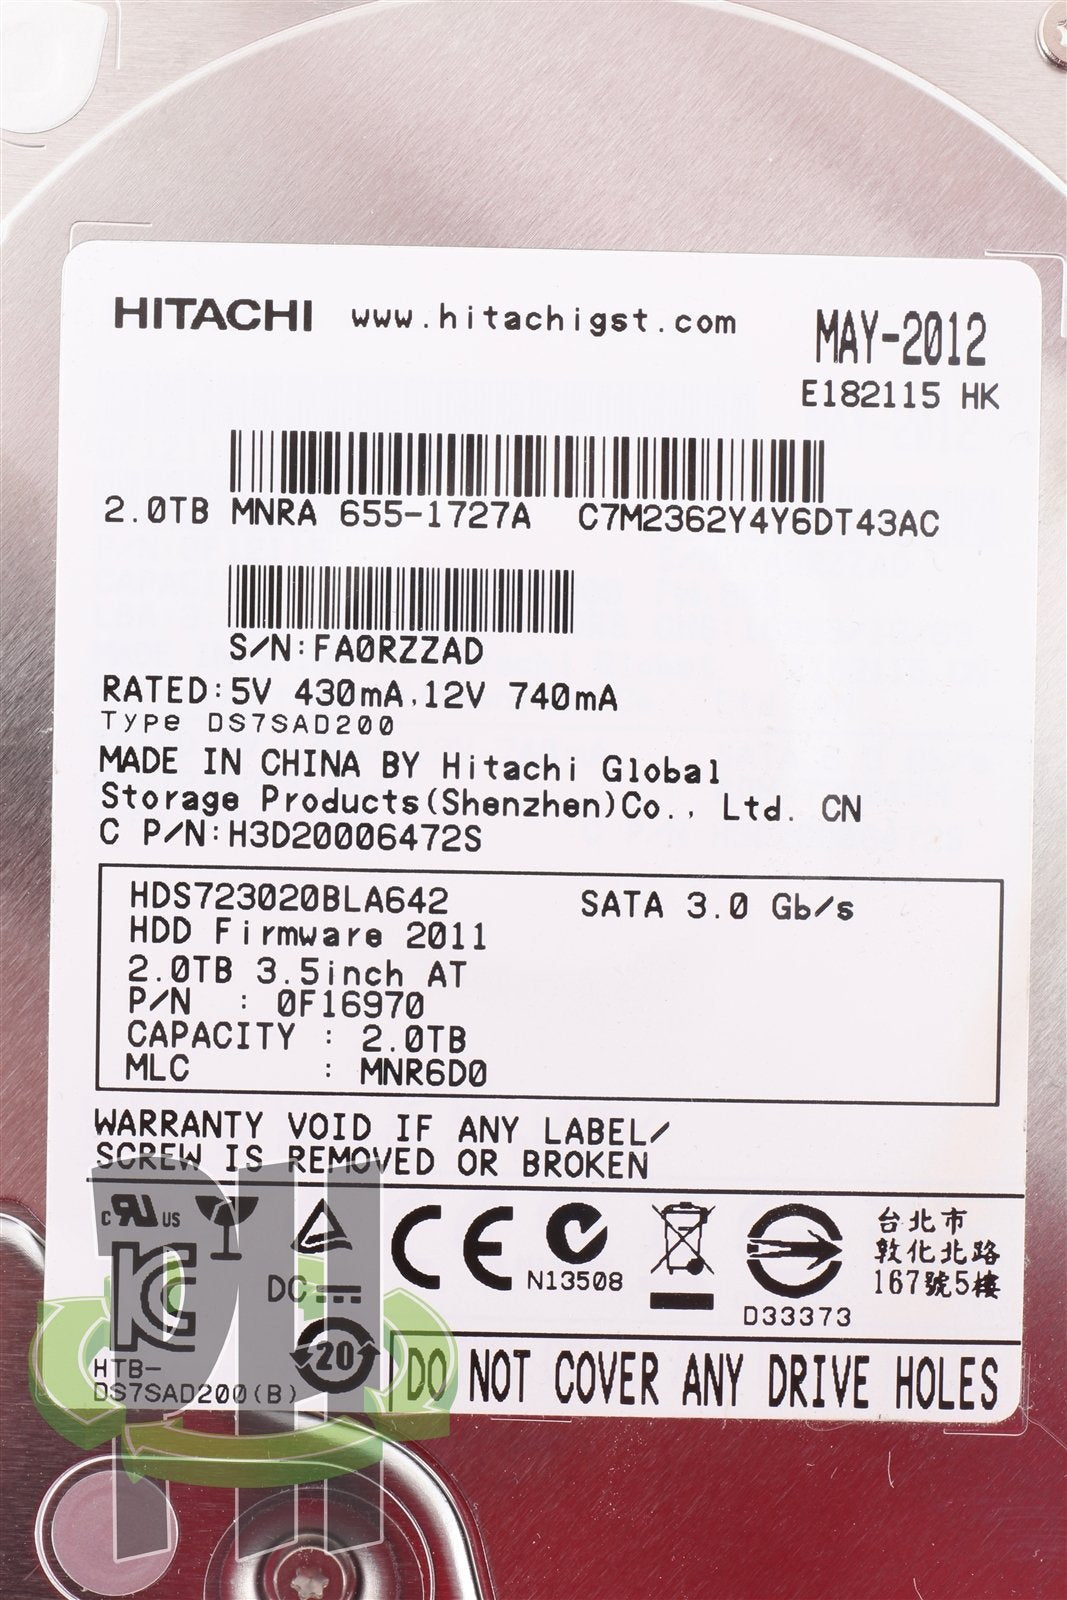 HITACHI www.hitachigst.com
MAY-2012
E182115 HK
2.0TB MNRA 655-1727A C7M2362Y4Y6DT43AC
S/N:FA0RZZAD
RATED:5V 430mA,12V 740mA
Type DS7SAD200
MADE IN CHINA BY Hitachi Global
Storage Products(Shenzhen)Co., Ltd. CN
C P/N:H3D20006472S
HDS723020BLA642 SATA 3.0 Gb/s
HDD Firmware 2011
2.0TB 3.5inch AT
P/N : 0F16970
CAPACITY : 2.0TB
MLC : MNR6D0
WARRANTY VOID IF ANY LABEL/
SCREW IS REMOVED OR BROKEN
c RU US
CE
N13508
D33373
台北市
敦化北路
167號5樓
DC
20
HTB-
DS7SAD200(B)
DO NOT COVER ANY DRIVE HOLES